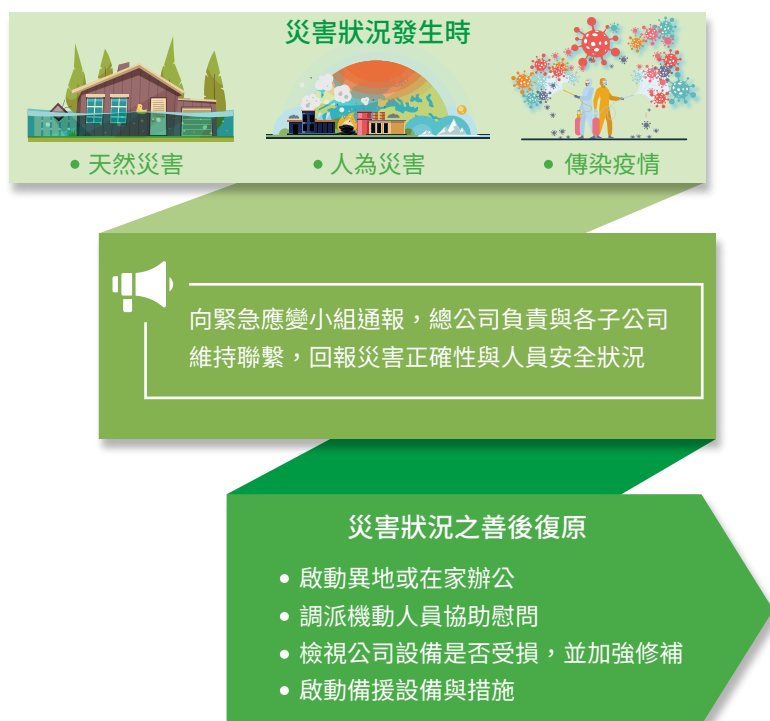 災害狀況發生時
• 天然災害
• 人為災害
• 傳染疫情
向緊急應變小組通報，總公司負責與各子公司
維持聯繫，回報災害正確性與人員安全狀況
災害狀況之善後復原
• 啟動異地或在家辦公
• 調派機動人員協助慰問
• 檢視公司設備是否受損，並加強修補
• 啟動備援設備與措施